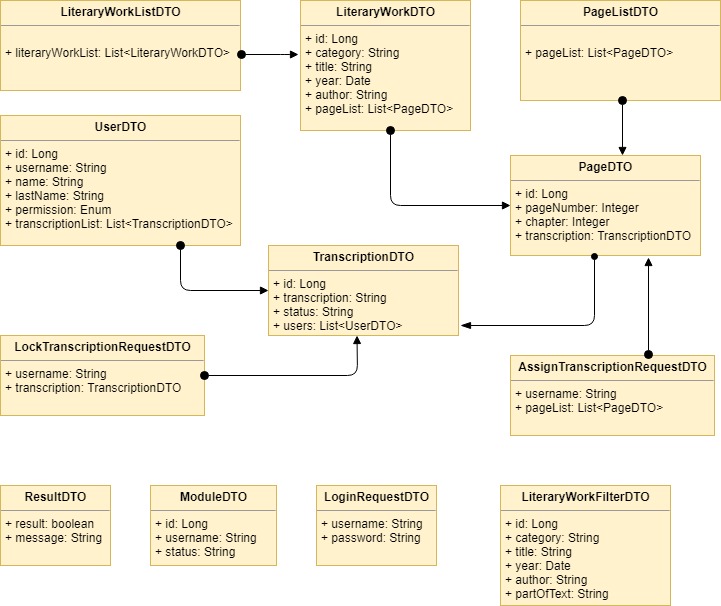 LiteraryWorkListDTO
+ literaryWorkList: List<LiteraryWorkDTO>
LiteraryWorkDTO
+ id: Long
+ category: String
+ title: String
+ year: Date
+ author: String
+ pageList: List<PageDTO>
PageListDTO
+ pageList: List<PageDTO>
UserDTO
+ id: Long
+ username: String
+ name: String
+ lastName: String
+ permission: Enum
+ transcriptionList: List<TranscriptionDTO>
PageDTO
+ id: Long
+ pageNumber: Integer
+ chapter: Integer
+ transcription: TranscriptionDTO
TranscriptionDTO
+ id: Long
+ transcription: String
+ status: String
+ users: List<UserDTO>
LockTranscriptionRequestDTO
+ username: String
+ transcription: TranscriptionDTO
AssignTranscriptionRequestDTO
+ username: String
+ pageList: List<PageDTO>
ResultDTO
+ result: boolean
+ message: String
ModuleDTO
+ id: Long
+ username: String
+ status: String
LoginRequestDTO
+ username: String
+ password: String
LiteraryWorkFilterDTO
+ id: Long
+ category: String
+ title: String
+ year: Date
+ author: String
+ partOfText: String